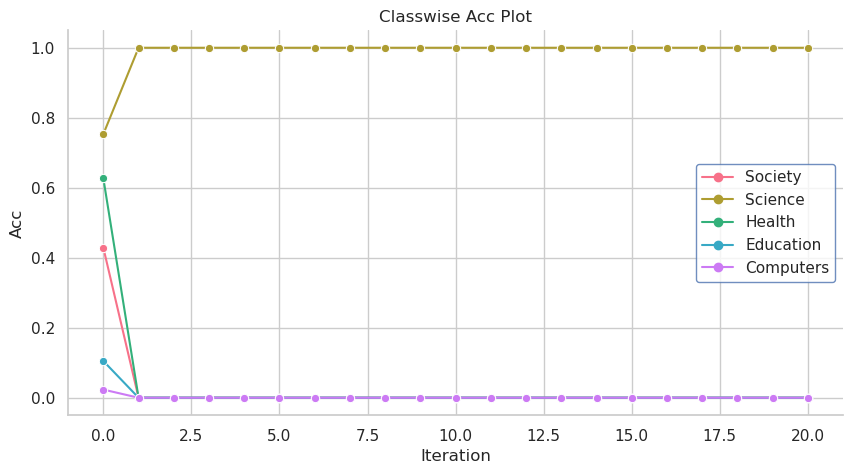 Classwise Acc Plot
1.0
0.8
0.6
0.4
0.2
0.0
Acc
Society
Science
Health
Education
Computers
0.0 2.5 5.0 7.5 10.0 12.5 15.0 17.5 20.0
Iteration